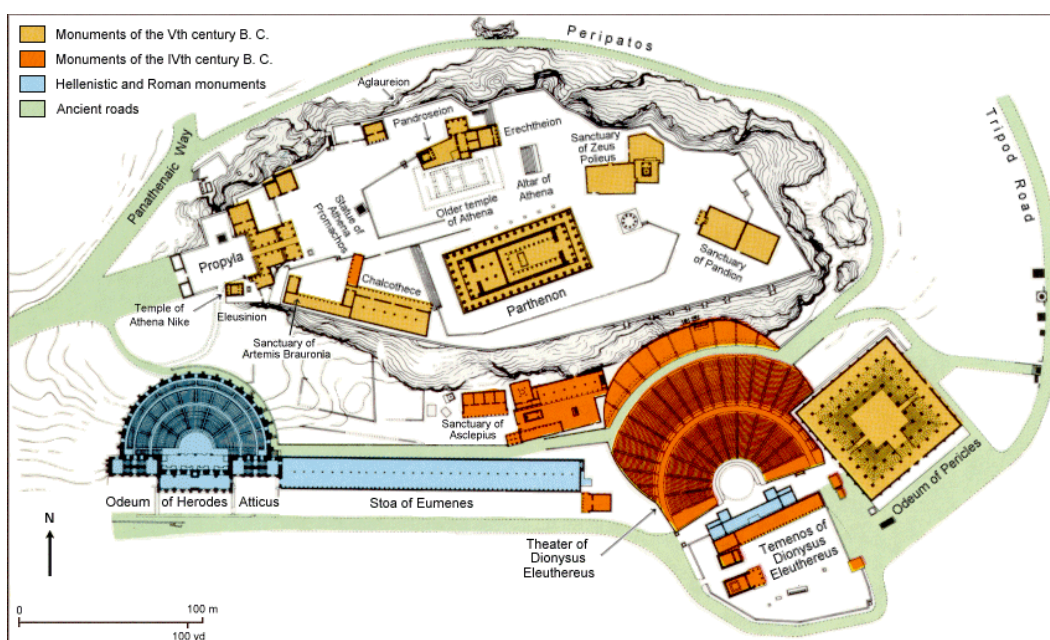 Monuments of the Vth century B. C.
Monuments of the IVth century B. C.
Hellenistic and Roman monuments
Ancient roads
Peripatos
Tripod Road
Panathenaic Way
Aglaureion
Pandroseion
Erechtheion
Sanctuary
of Zeus
Polieus
Altar of
Athena
Older temple
of Athena
Statue of
Athena
Promachos
Propyla
Chalcothece
Parthenon
Sanctuary
of Pandion
Temple of
Athena Nike
Eleusinion
Sanctuary of
Artemis Brauronia
Sanctuary of
Asclepius
Odeum of Pericles
Odeum of Herodes Atticus
Stoa of Eumenes
Theater of
Dionysus
Eleuthereus
Temenos of
Dionysus
Eleuthereus
N
0 100 m
100 yd